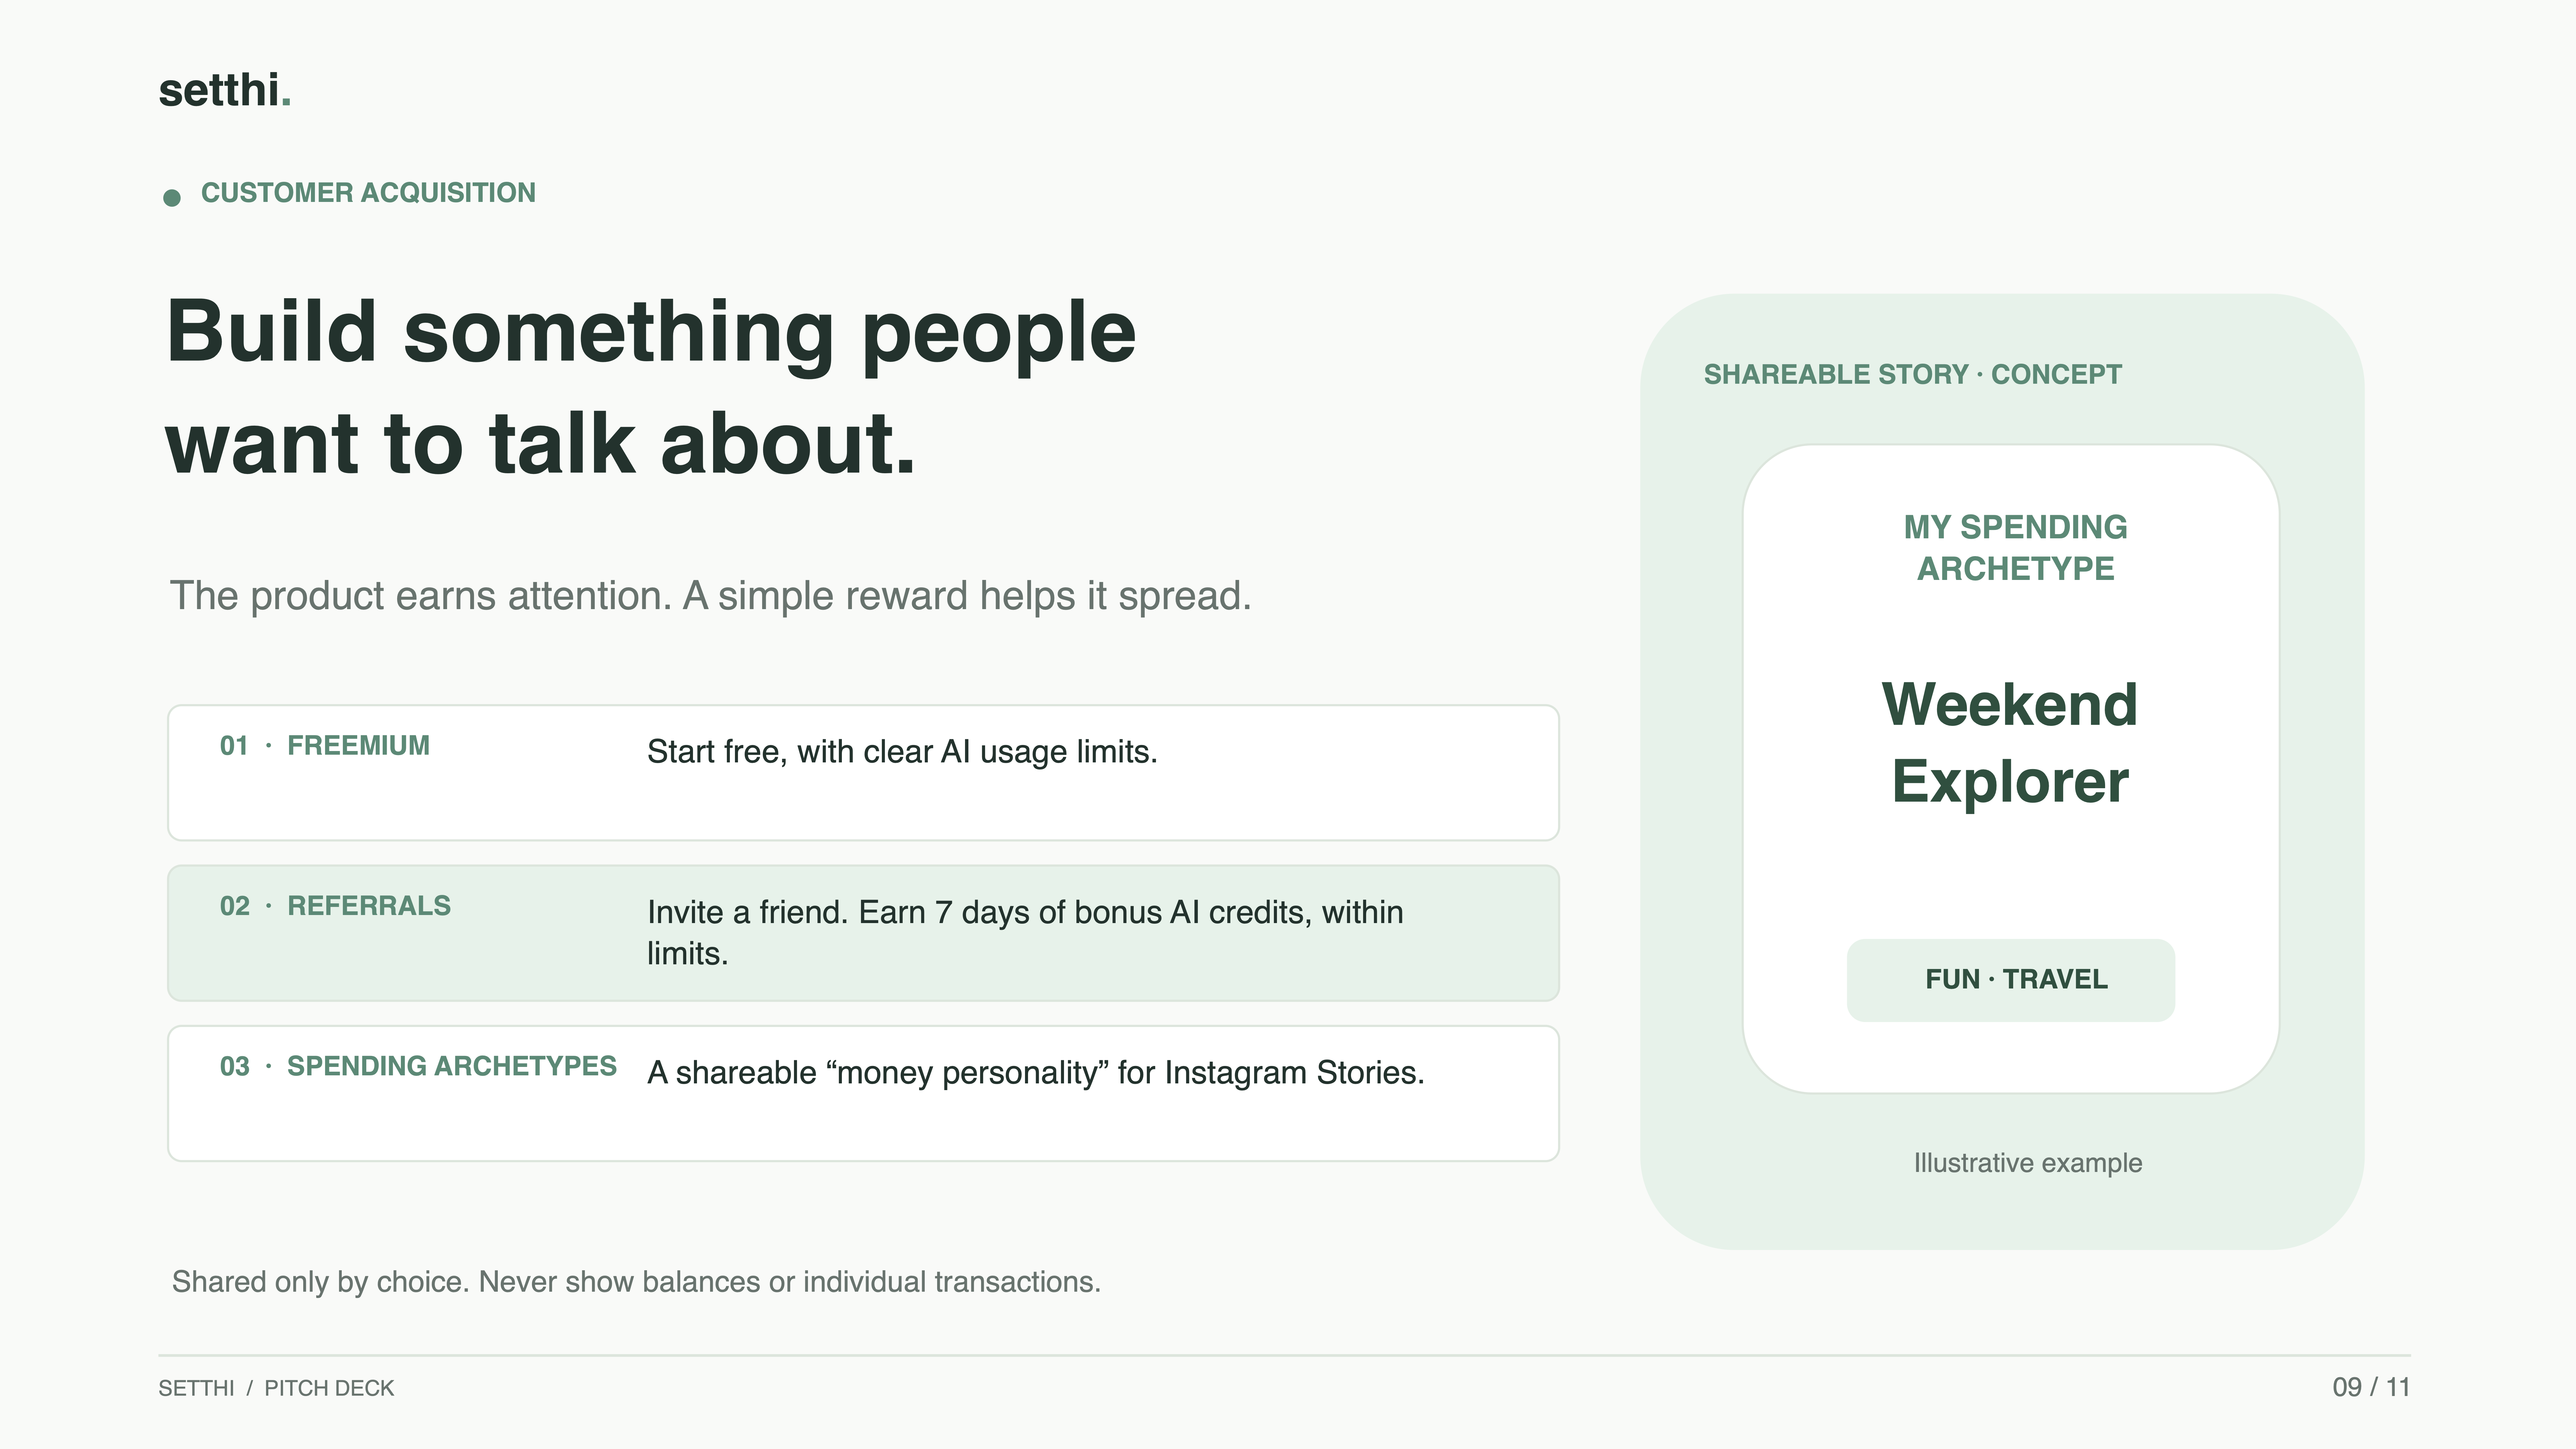 setthi.
CUSTOMER ACQUISITION
Build something people
want to talk about.
The product earns attention. A simple reward helps it spread.
01 · FREEMIUM
Start free, with clear AI usage limits.
02 · REFERRALS
Invite a friend. Earn 7 days of bonus AI credits, within
limits.
03 · SPENDING ARCHETYPES
A shareable “money personality” for Instagram Stories.
Shared only by choice. Never show balances or individual transactions.
SHAREABLE STORY · CONCEPT
MY SPENDING
ARCHETYPE
Weekend
Explorer
FUN · TRAVEL
Illustrative example
SETTHI / PITCH DECK
09 / 11